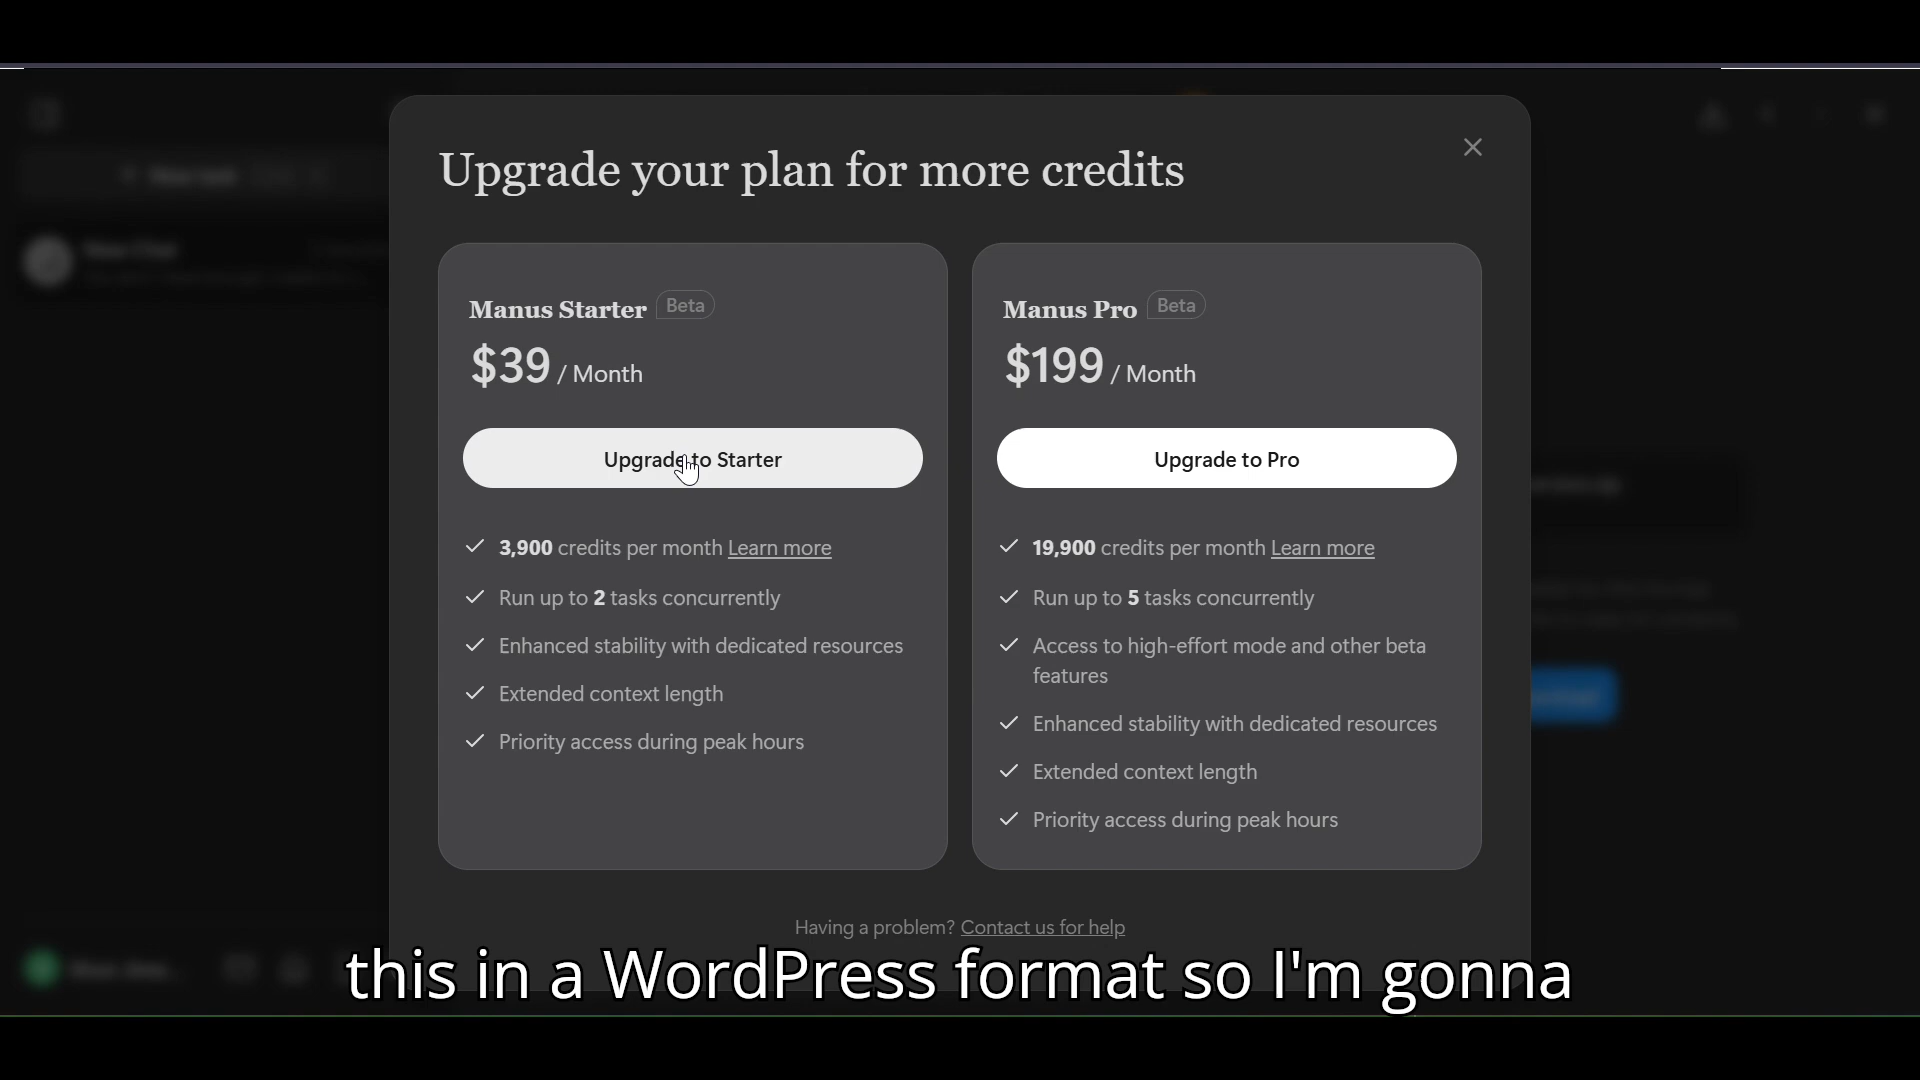 Upgrade your plan for more credits
Manus Starter Beta
$39 / Month
Upgrade to Starter
3,900 credits per month Learn more
Run up to 2 tasks concurrently
Enhanced stability with dedicated resources
Extended context length
Priority access during peak hours
Manus Pro Beta
$199 / Month
Upgrade to Pro
19,900 credits per month Learn more
Run up to 5 tasks concurrently
Access to high-effort mode and other beta
features
Enhanced stability with dedicated resources
Extended context length
Priority access during peak hours
Having a problem? Contact us for help
this in a WordPress format so I'm gonna